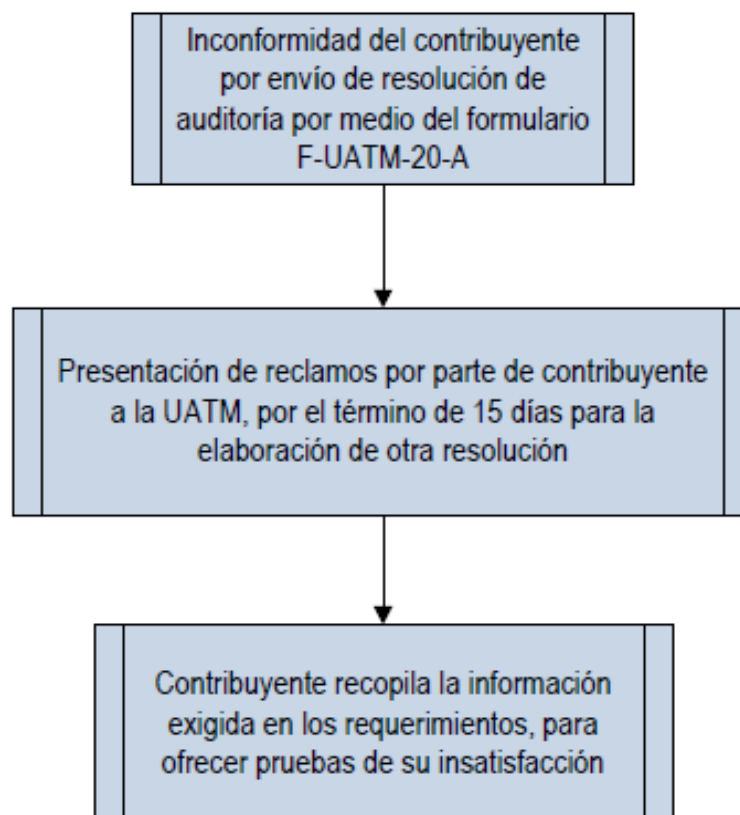 Inconformidad del contribuyente
por envío de resolución de
auditoría por medio del formulario
F-UATM-20-A
Presentación de reclamos por parte de contribuyente
a la UATM, por el término de 15 días para la
elaboración de otra resolución
Contribuyente recopila la información
exigida en los requerimientos, para
ofrecer pruebas de su insatisfacción